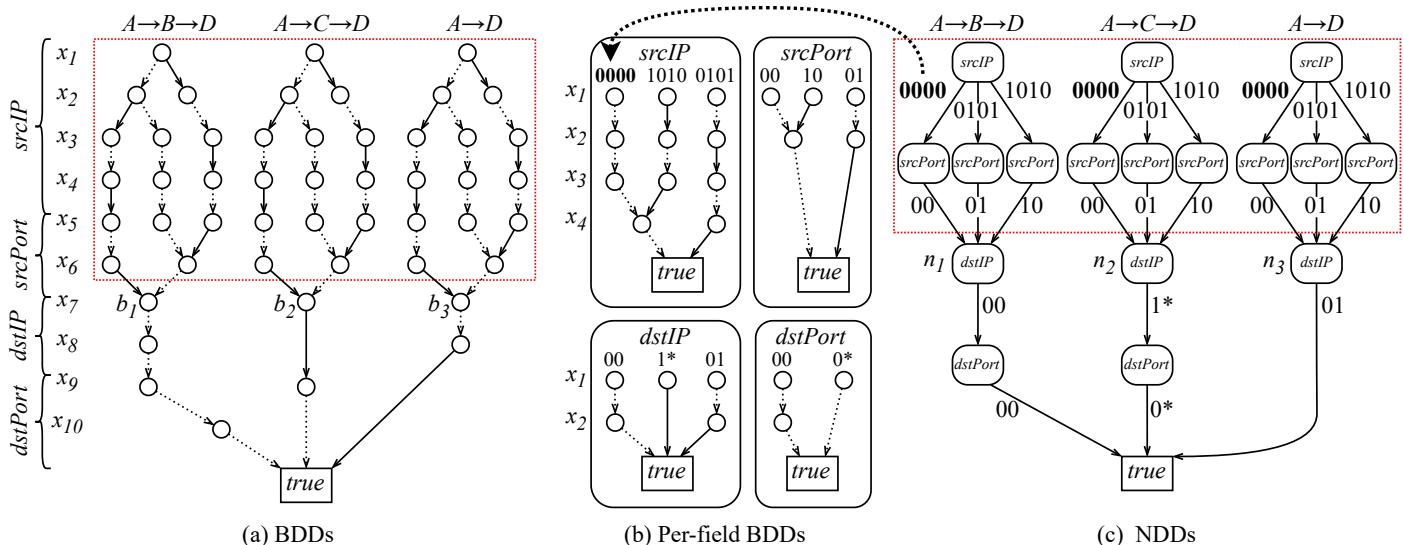 A→B→D A→C→D A→D
x1
x2
x3
x4
x5
x6
x7
x8
x9
x10
srcIP
srcPort
dstIP
dstPort
b1 b2 b3
true
(a) BDDs
srcIP
0000 1010 0101
x1
x2
x3
x4
true
srcPort
00 10 01
true
dstIP
00 1* 01
x1
x2
true
dstPort
00 0*
true
(b) Per-field BDDs
A→B→D A→C→D A→D
srcIP srcIP srcIP
0000 1010 0000 1010 0000 1010
0101 0101 0101
srcPort srcPort srcPort srcPort srcPort srcPort srcPort srcPort srcPort
00 01 10 00 01 10 00 01 10
n1 dstIP n2 dstIP n3 dstIP
00 1* 01
dstPort dstPort
00 0*
true
(c) NDDs